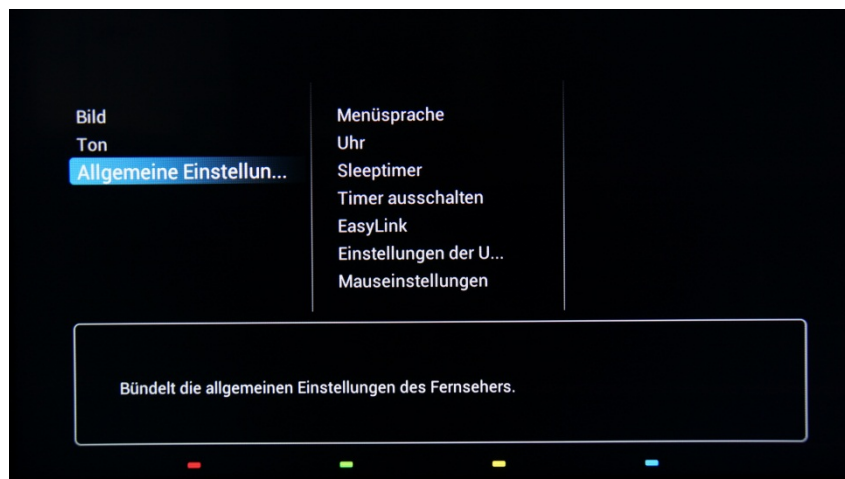 Bild
Ton
Allgemeine Einstellun...
Menüsprache
Uhr
Sleeptimer
Timer ausschalten
EasyLink
Einstellungen der U...
Mauseinstellungen
Bündelt die allgemeinen Einstellungen des Fernsehers.